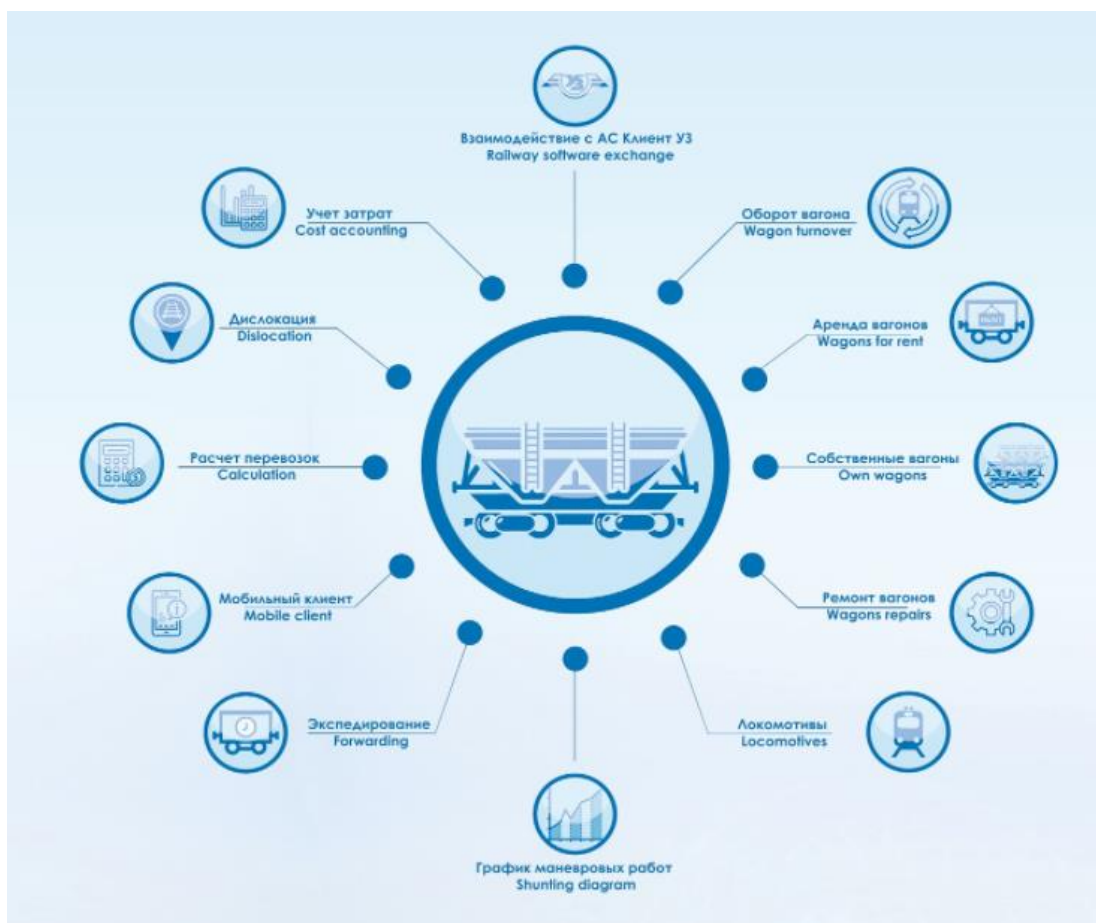 Взаимодействие с АС Клиент УЗ
Railway software exchange
Учет затрат
Cost accounting
Оборот вагона
Wagon turnover
Дислокация
Dislocation
Аренда вагонов
Wagons for rent
Расчет перевозок
Calculation
Собственные вагоны
Own wagons
Мобильный клиент
Mobile client
Ремонт вагонов
Wagons repairs
Экспедирование
Forwarding
Локомотивы
Locomotives
График маневровых работ
Shunting diagram